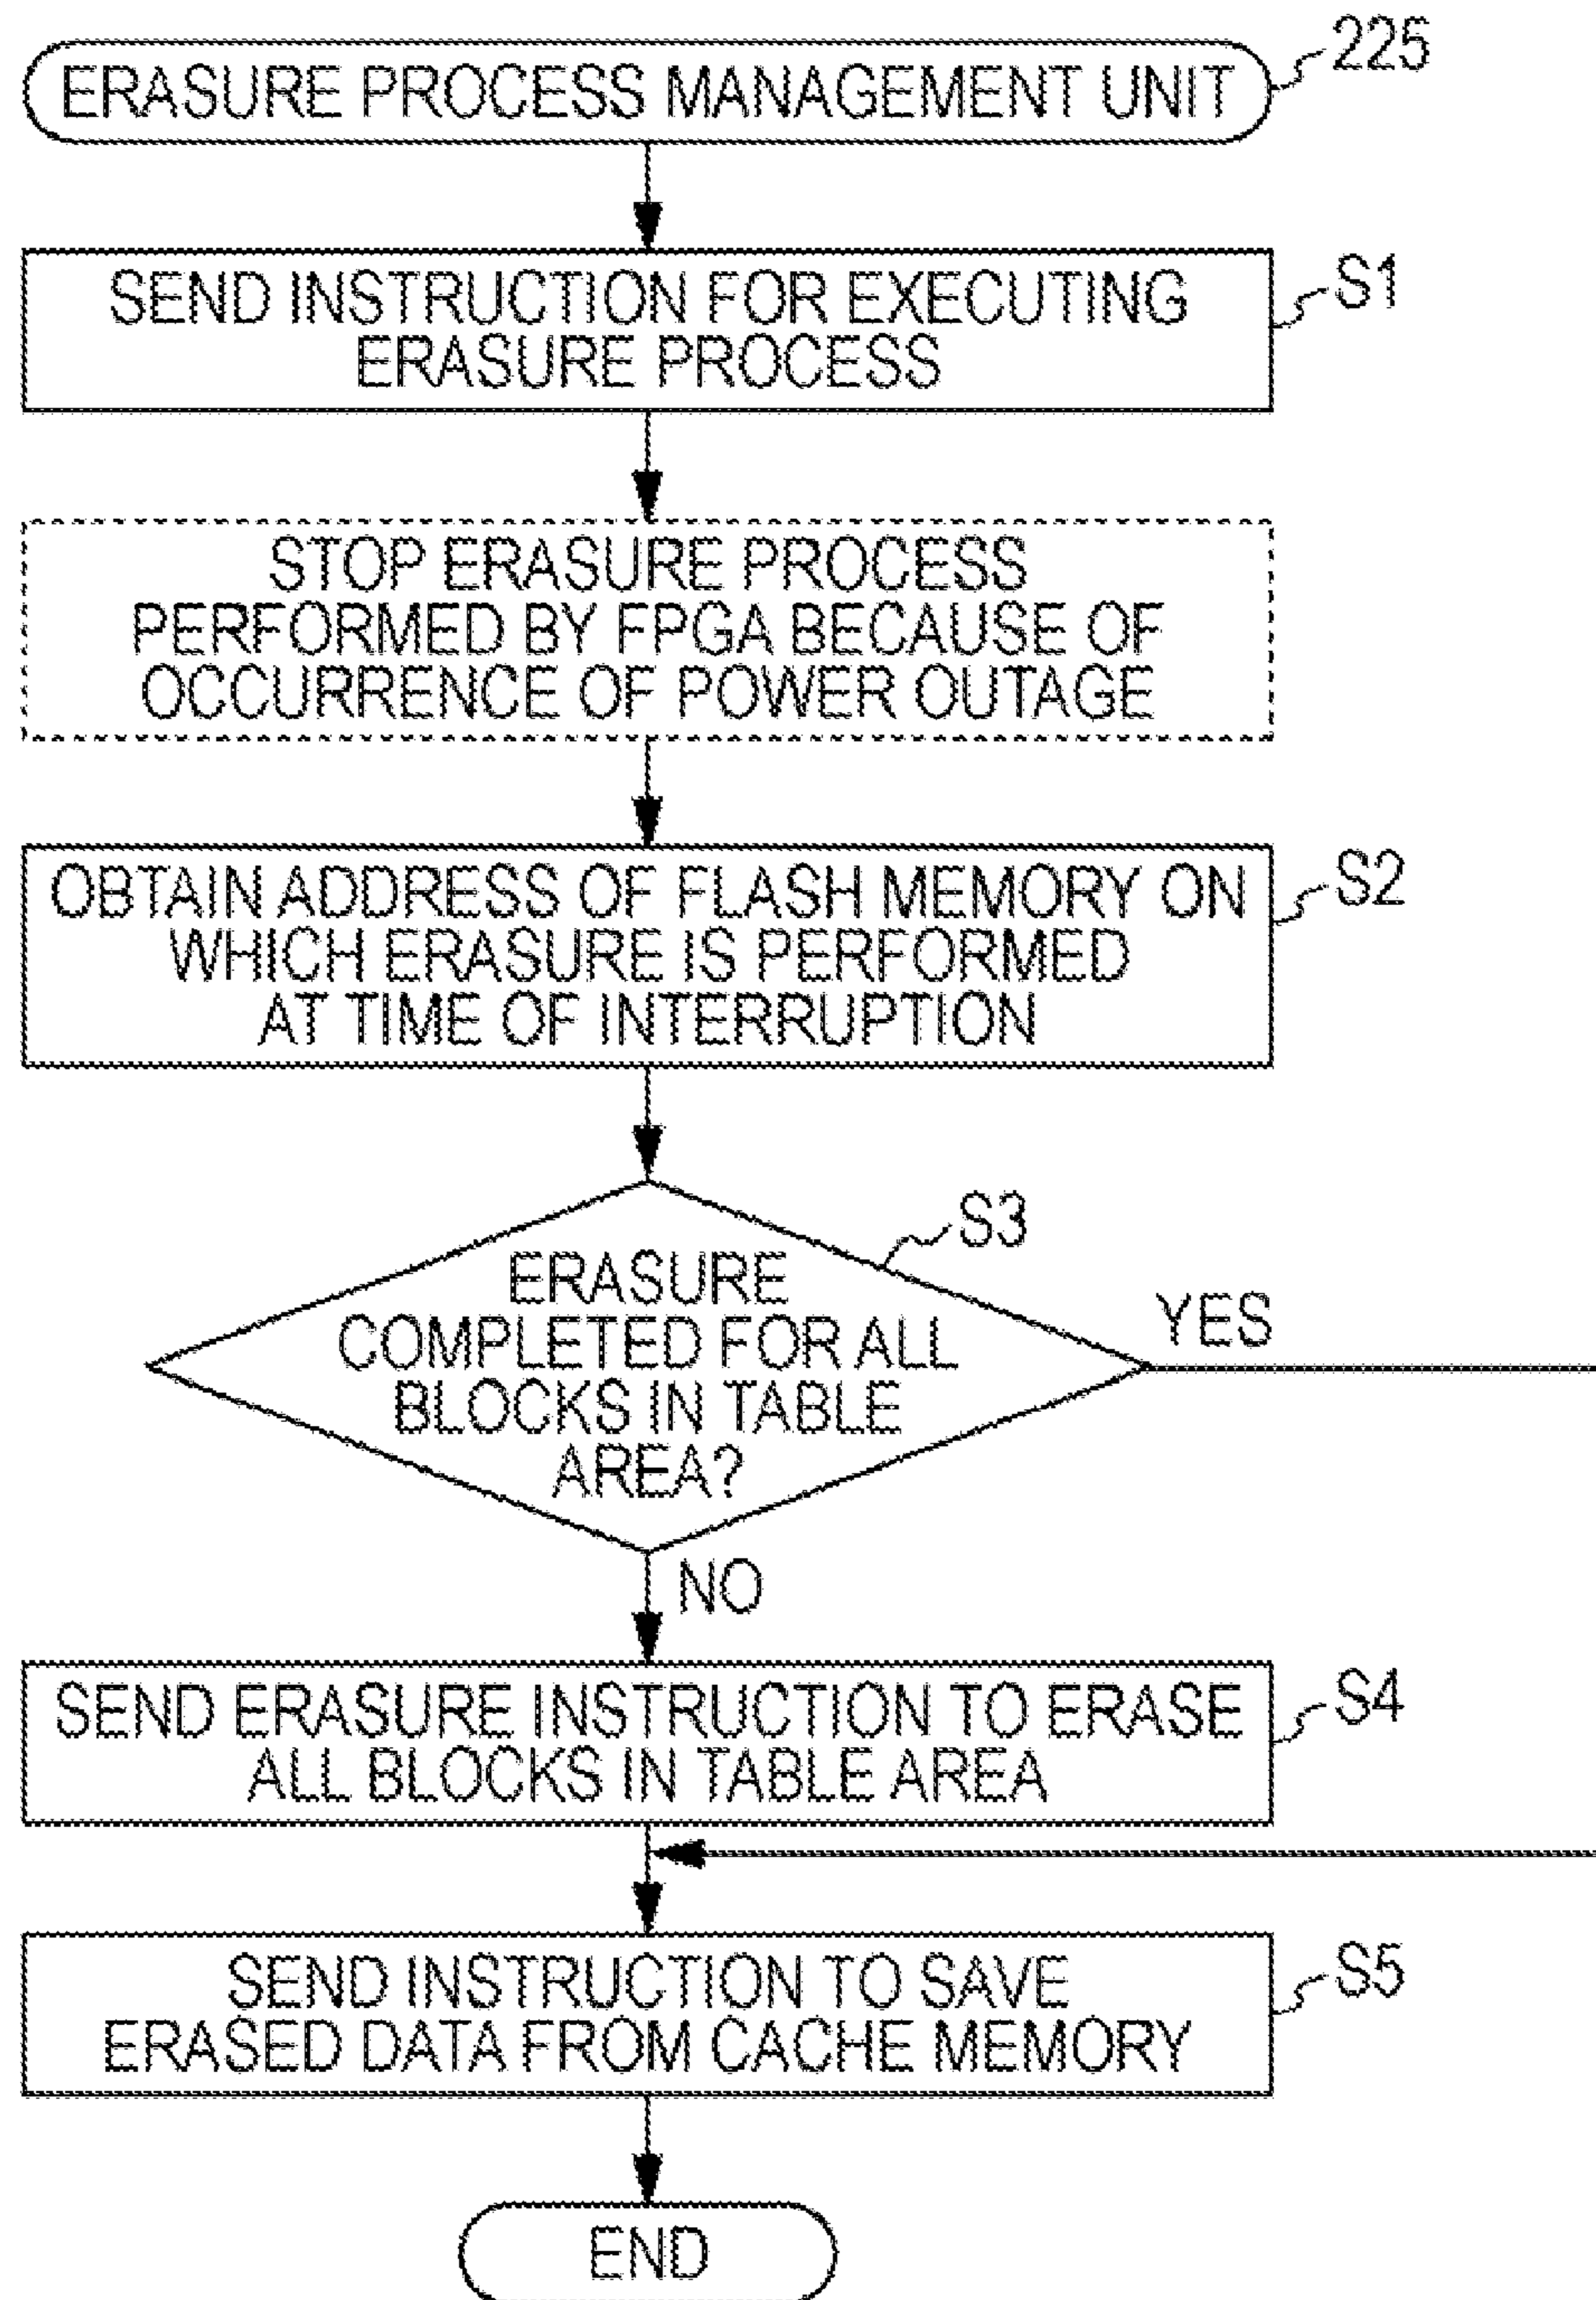 ERASURE PROCESS MANAGEMENT UNIT
225
SEND INSTRUCTION FOR EXECUTING
ERASURE PROCESS
S1
STOP ERASURE PROCESS
PERFORMED BY FPGA BECAUSE OF
OCCURRENCE OF POWER OUTAGE
OBTAIN ADDRESS OF FLASH MEMORY ON
WHICH ERASURE IS PERFORMED
AT TIME OF INTERRUPTION
S2
S3
ERASURE
COMPLETED FOR ALL
BLOCKS IN TABLE
AREA?
YES
NO
SEND ERASURE INSTRUCTION TO ERASE
ALL BLOCKS IN TABLE AREA
S4
SEND INSTRUCTION TO SAVE
ERASED DATA FROM CACHE MEMORY
S5
END